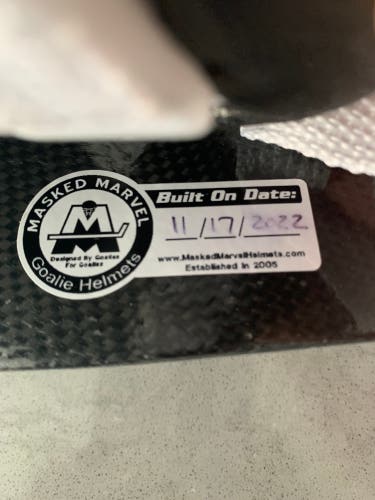 MASKED MARVEL
M
Designed By Goalies
For Goalies
Goalie Helmets
Built On Date:
11/17/2022
www.MaskedMarvelHelmets.com
Established in 2005